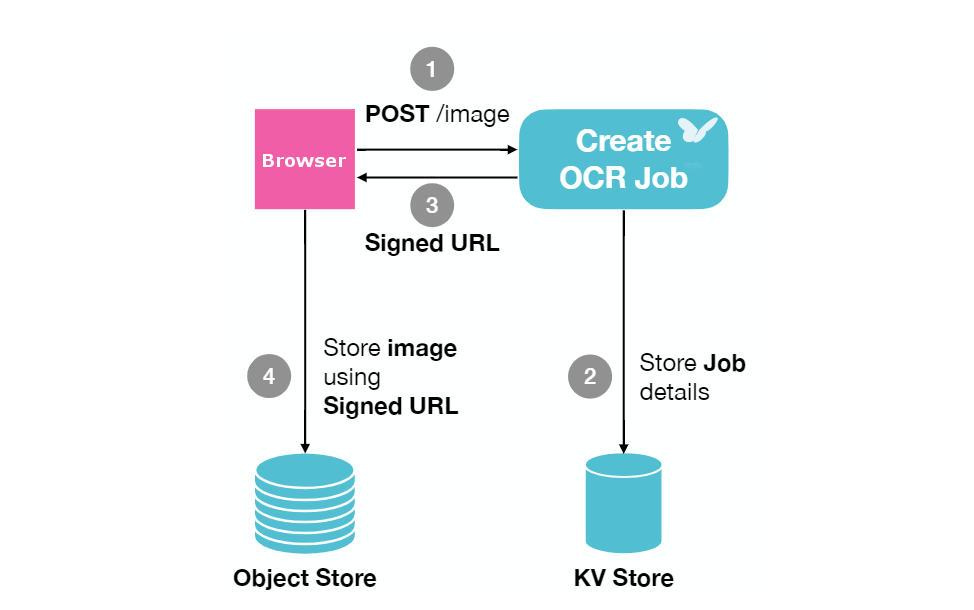 1
POST /image
Browser
Create
OCR Job
3
Signed URL
4
Store image
using
Signed URL
2
Store Job
details
Object Store
KV Store